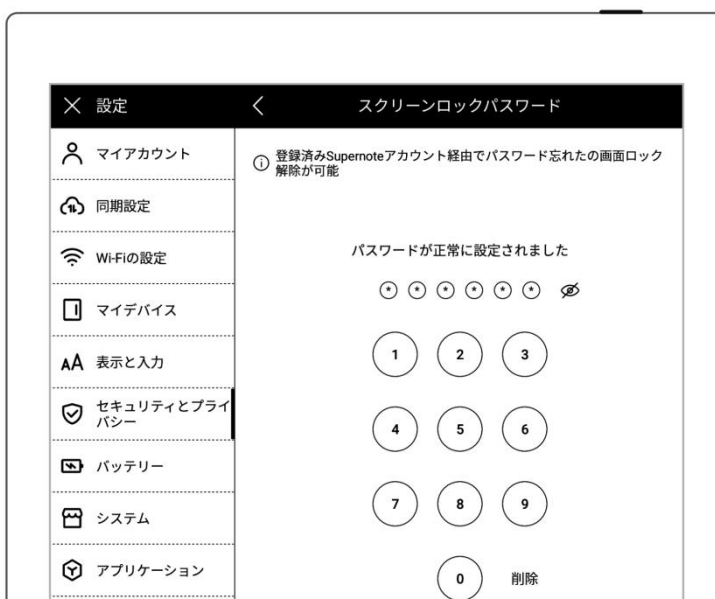 設定
スクリーンロックパスワード
マイアカウント
同期設定
Wi-Fiの設定
マイデバイス
表示と入力
セキュリティとプライ
バシー
バッテリー
システム
アプリケーション
登録済みSupernoteアカウント経由でパスワード忘れたの画面ロック
解除が可能
パスワードが正常に設定されました
* * * * * *
1 2 3
4 5 6
7 8 9
0 削除